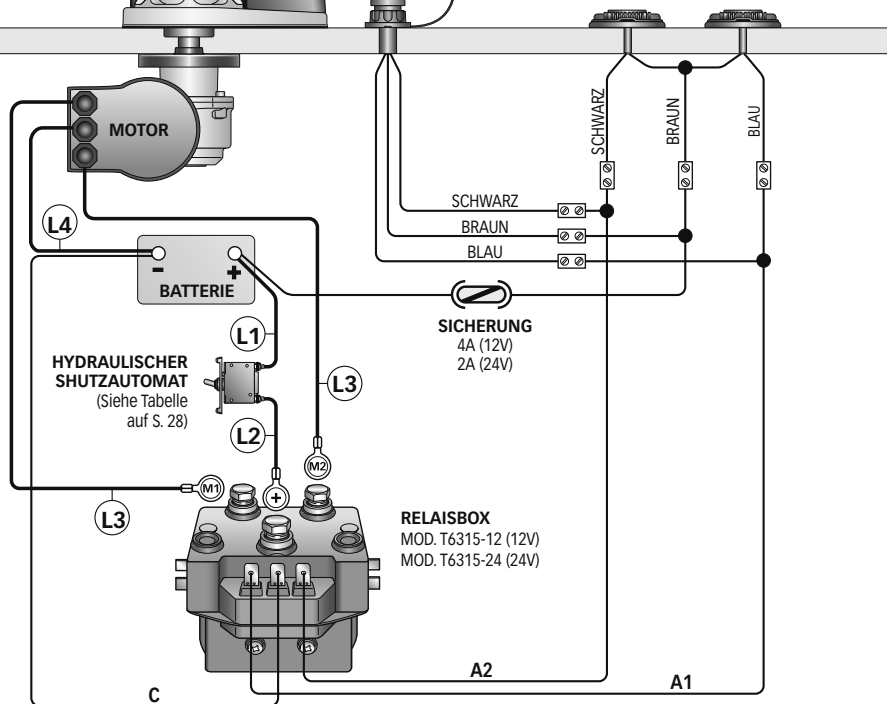 MOTOR
SCHWARZ
BRAUN
BLAU
SCHWARZ
BRAUN
BLAU
L4
-
+
BATTERIE
SICHERUNG
4A (12V)
2A (24V)
L1
HYDRAULISCHER
SHUTZAUTOMAT
(Siehe Tabelle
auf S. 28)
L3
L2
M2
M1
+
L3
RELAISBOX
MOD. T6315-12 (12V)
MOD. T6315-24 (24V)
A2
A1
C